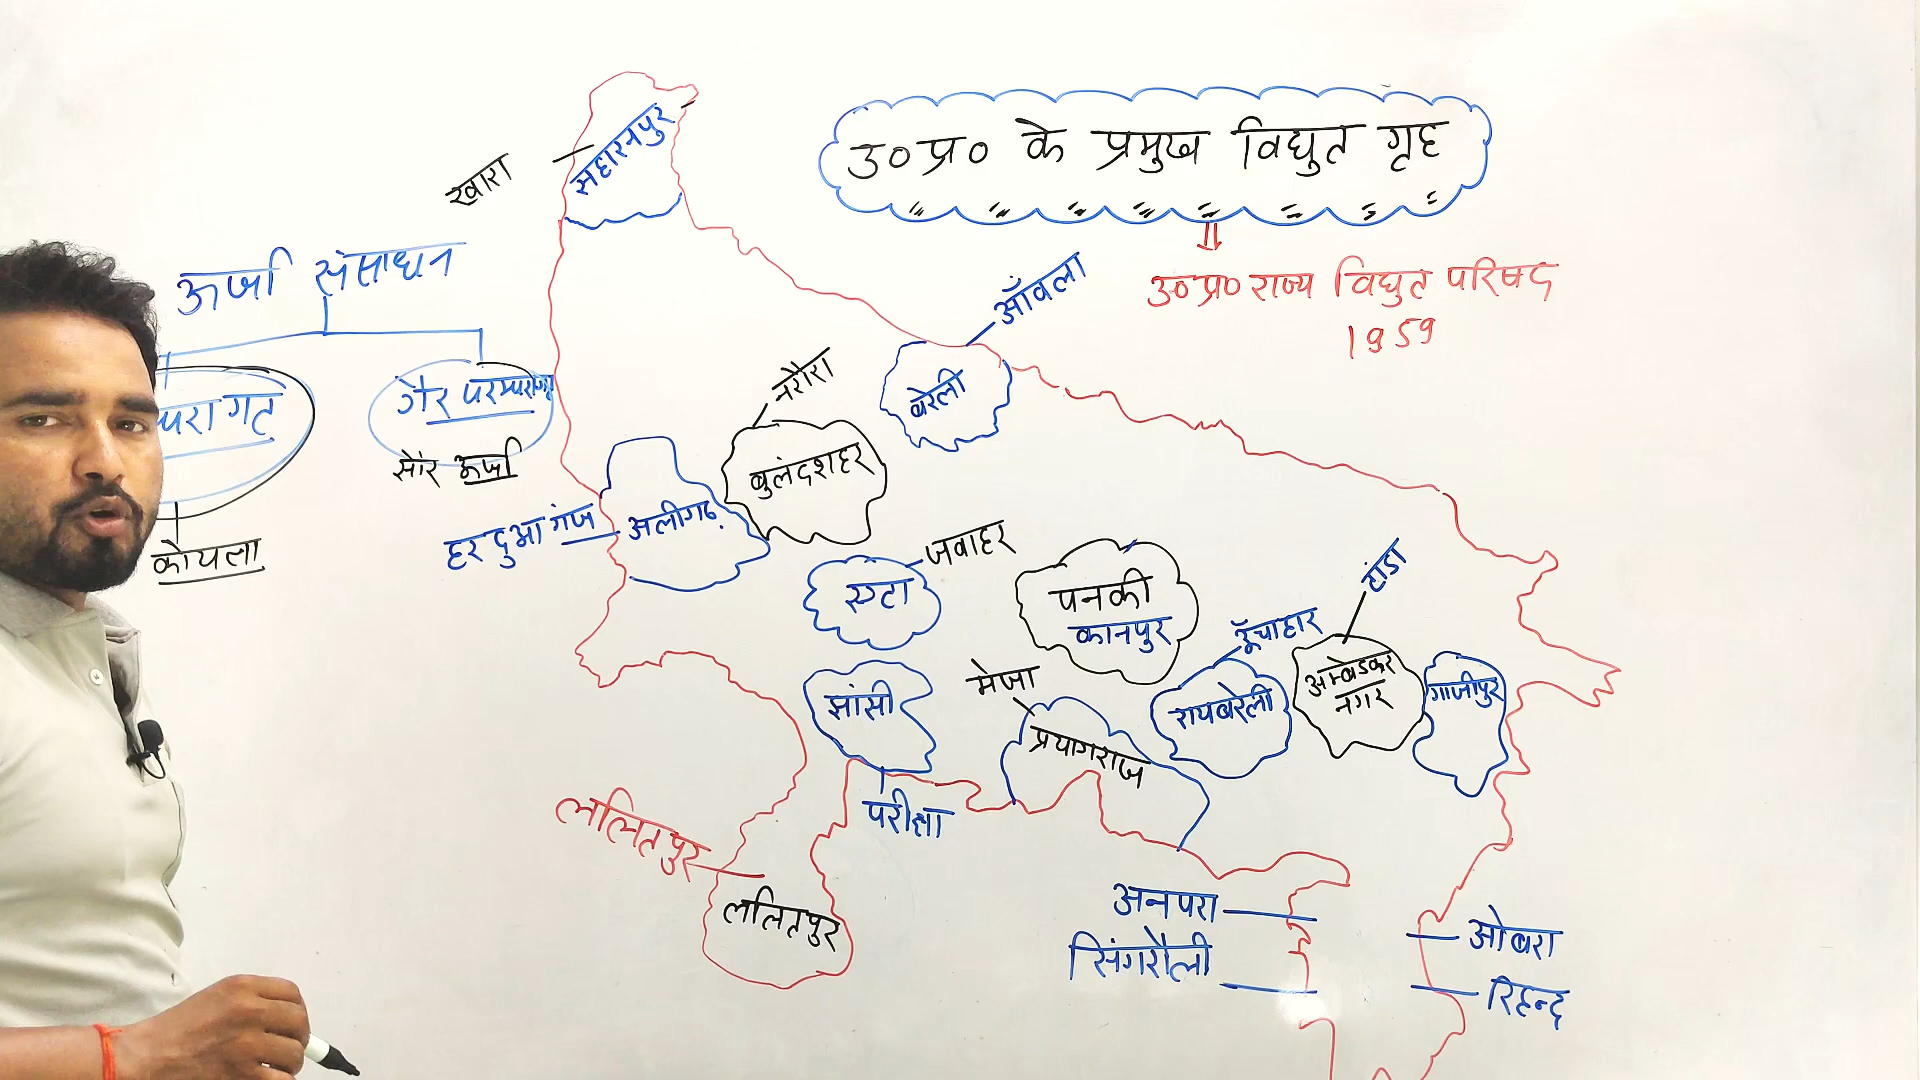 उ०प्र० के प्रमुख विद्युत गृह
उ०प्र० राज्य विद्युत परिषद
1959
ऊर्जा संसाधन
परागत
गैर परम्परागत
सौर ऊर्जा
कोयला
खारा
सहारनपुर
आँवला
बरेली
नरौरा
बुलंदशहर
हरदुआगंज
अलीगढ़
जवाहर
एटा
पनकी
कानपुर
टांडा
अम्बेडकर
नगर
ऊँचाहार
रायबरेली
गाजीपुर
झांसी
परीक्षा
मेजा
प्रयागराज
ललितपुर
ललितपुर
अनपरा
सिंगरौली
ओबरा
रिहन्द